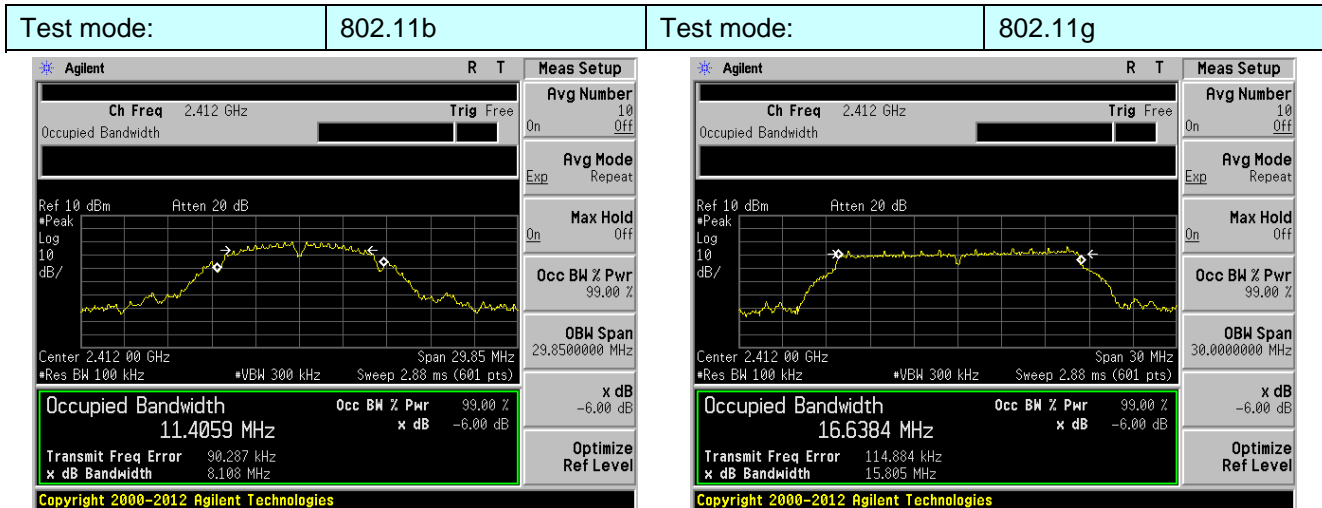 Test mode: 802.11b Test mode: 802.11g
Agilent R T Meas Setup
Ch Freq 2.412 GHz Trig Free
Occupied Bandwidth
Avg Number
10
On Off
Avg Mode
Exp Repeat
Ref 10 dBm Atten 20 dB
#Peak
Log
10
dB/
Max Hold
On Off
Occ BW % Pwr
99.00 %
OBW Span
29.8500000 MHz
Center 2.412 00 GHz Span 29.85 MHz
#Res BW 100 kHz #VBW 300 kHz Sweep 2.88 ms (601 pts)
x dB
-6.00 dB
Occupied Bandwidth Occ BW % Pwr 99.00 %
11.4059 MHz x dB -6.00 dB
Transmit Freq Error 90.287 kHz
x dB Bandwidth 8.108 MHz
Optimize
Ref Level
Copyright 2000-2012 Agilent Technologies
Agilent R T Meas Setup
Ch Freq 2.412 GHz Trig Free
Occupied Bandwidth
Avg Number
10
On Off
Avg Mode
Exp Repeat
Ref 10 dBm Atten 20 dB
#Peak
Log
10
dB/
Max Hold
On Off
Occ BW % Pwr
99.00 %
OBW Span
30.0000000 MHz
Center 2.412 00 GHz Span 30 MHz
#Res BW 100 kHz #VBW 300 kHz Sweep 2.88 ms (601 pts)
x dB
-6.00 dB
Occupied Bandwidth Occ BW % Pwr 99.00 %
16.6384 MHz x dB -6.00 dB
Transmit Freq Error 114.884 kHz
x dB Bandwidth 15.805 MHz
Optimize
Ref Level
Copyright 2000-2012 Agilent Technologies